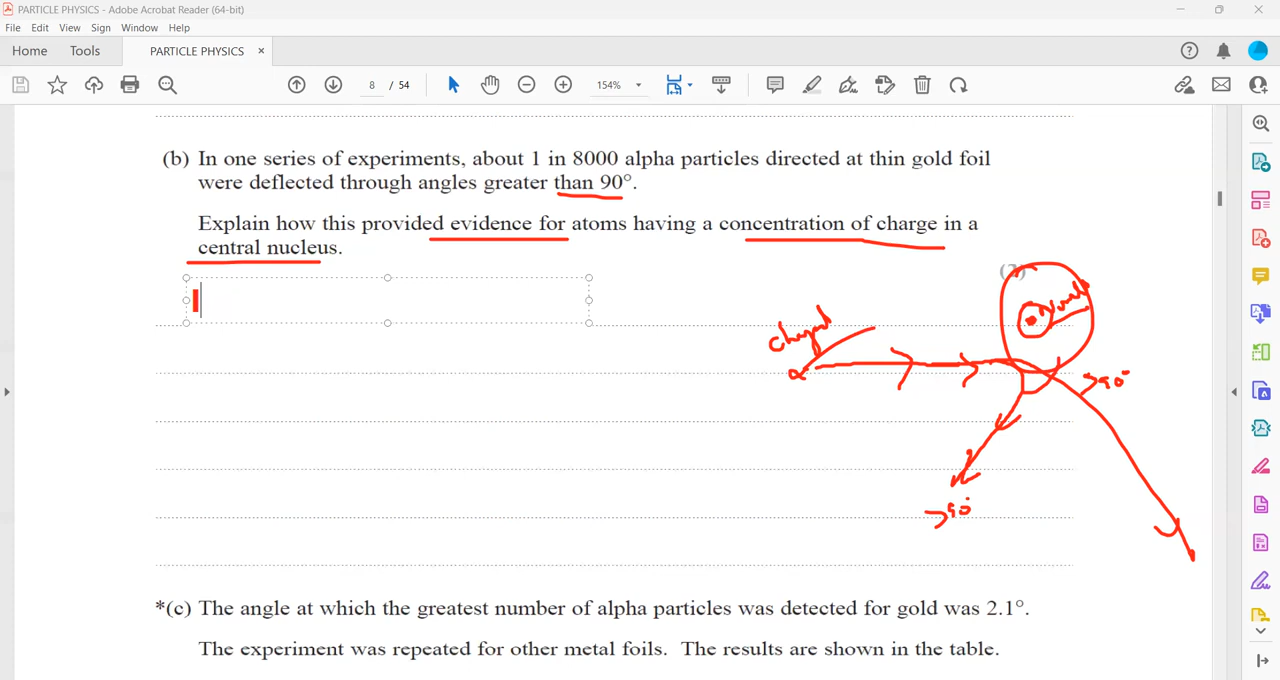 PARTICLE PHYSICS - Adobe Acrobat Reader (64-bit)
File Edit View Sign Window Help
Home Tools PARTICLE PHYSICS ×
8 / 54 154%
(b) In one series of experiments, about 1 in 8000 alpha particles directed at thin gold foil
were deflected through angles greater than 90°.
Explain how this provided evidence for atoms having a concentration of charge in a
central nucleus.
charged
α
>90°
>90°
*(c) The angle at which the greatest number of alpha particles was detected for gold was 2.1°.
The experiment was repeated for other metal foils. The results are shown in the table.